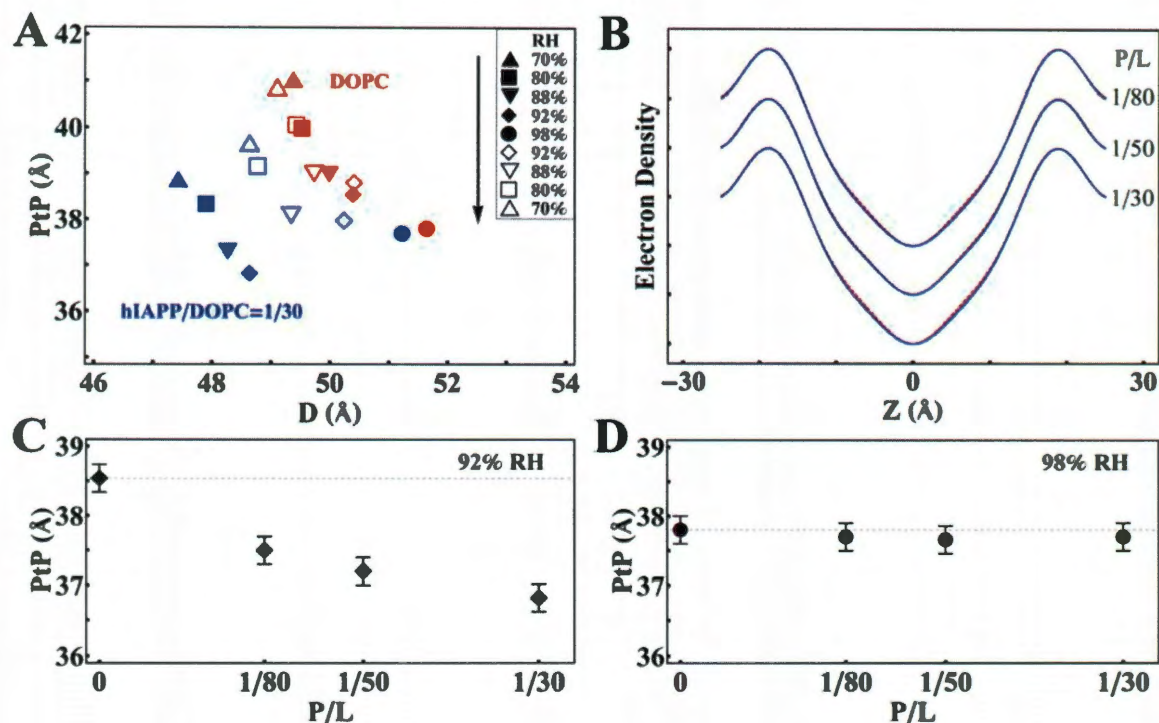 A
42
40
38
36
PtP (Å)
46 48 50 52 54
D (Å)
DOPC
hIAPP/DOPC=1/30
RH
70%
80%
88%
92%
98%
92%
88%
80%
70%
B
Electron Density
P/L
1/80
1/50
1/30
−30 0 30
Z (Å)
C
92% RH
39
38
37
36
PtP (Å)
0 1/80 1/50 1/30
P/L
D
98% RH
39
38
37
36
PtP (Å)
0 1/80 1/50 1/30
P/L